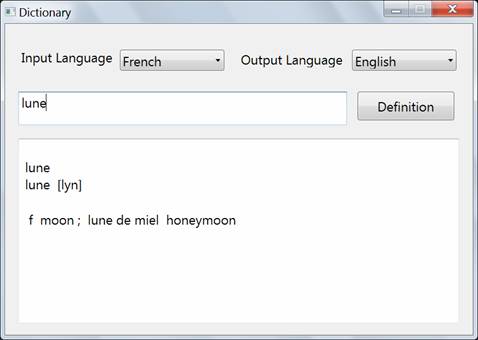 Dictionary
Input Language French Output Language English
lune Definition
lune
lune [lyn]
f moon ; lune de miel honeymoon